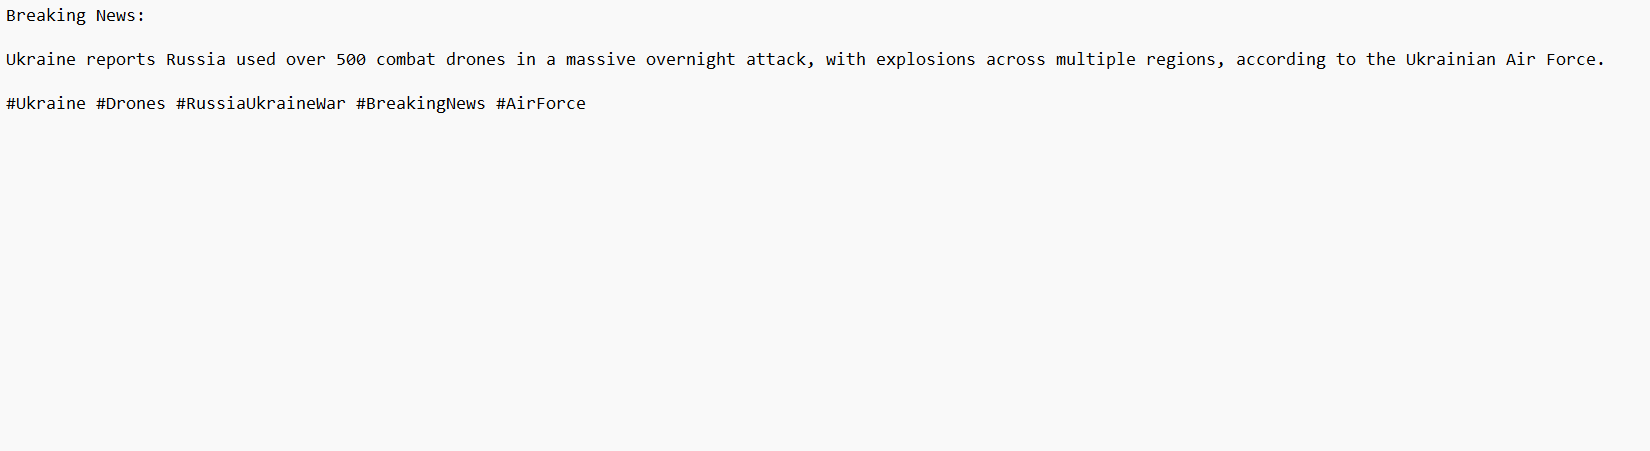 Breaking News:
Ukraine reports Russia used over 500 combat drones in a massive overnight attack, with explosions across multiple regions, according to the Ukrainian Air Force.
#Ukraine #Drones #RussiaUkraineWar #BreakingNews #AirForce